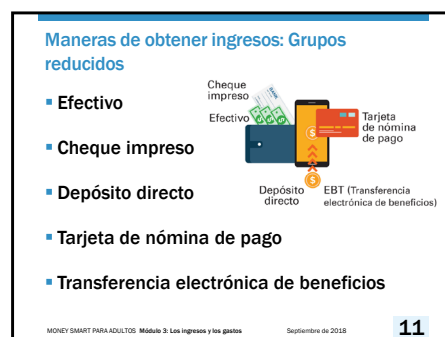 Maneras de obtener ingresos: Grupos
reducidos
Efectivo
Cheque impreso
Depósito directo
Tarjeta de nómina de pago
Transferencia electrónica de beneficios
Cheque
impreso
BANK
Efectivo
Tarjeta
de nómina
de pago
Depósito
directo
EBT (Transferencia
electrónica de beneficios)
MONEY SMART PARA ADULTOS Módulo 3: Los ingresos y los gastos Septiembre de 2018 11